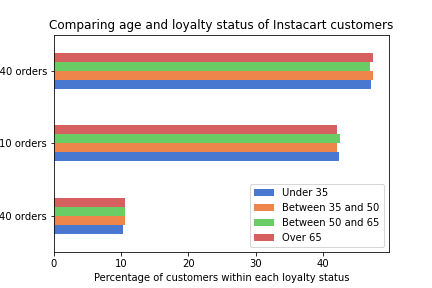 Comparing age and loyalty status of Instacart customers
40 orders
10 orders
40 orders
Under 35
Between 35 and 50
Between 50 and 65
Over 65
0 10 20 30 40
Percentage of customers within each loyalty status